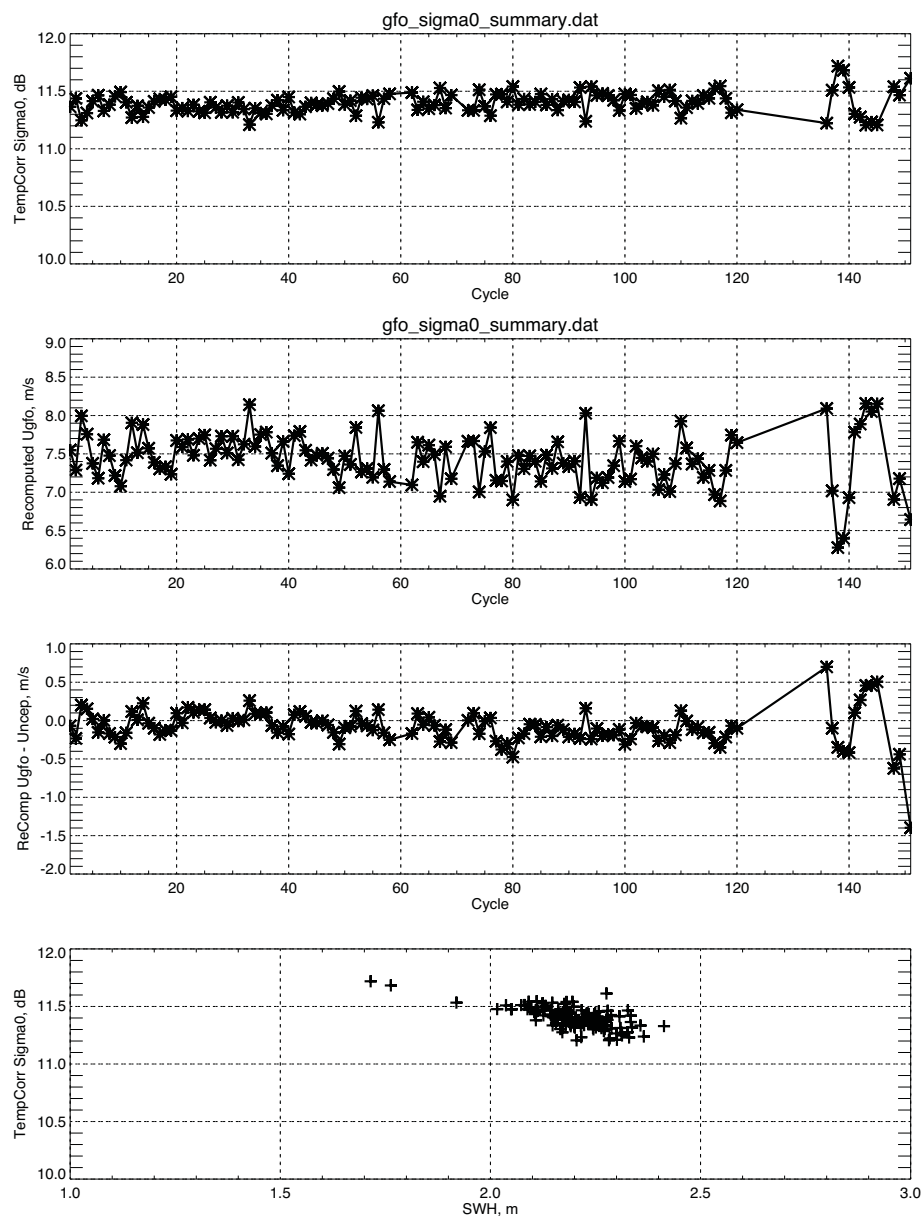 gfo_sigma0_summary.dat
12.0
11.5
11.0
10.5
10.0
TempCorr Sigma0, dB
20 40 60 80 100 120 140
Cycle
gfo_sigma0_summary.dat
9.0
8.5
8.0
7.5
7.0
6.5
6.0
Recomputed Ugfo, m/s
20 40 60 80 100 120 140
Cycle
1.0
0.5
0.0
-0.5
-1.0
-1.5
-2.0
ReComp Ugfo - Uncep, m/s
20 40 60 80 100 120 140
Cycle
12.0
11.5
11.0
10.5
10.0
TempCorr Sigma0, dB
1.0 1.5 2.0 2.5 3.0
SWH, m